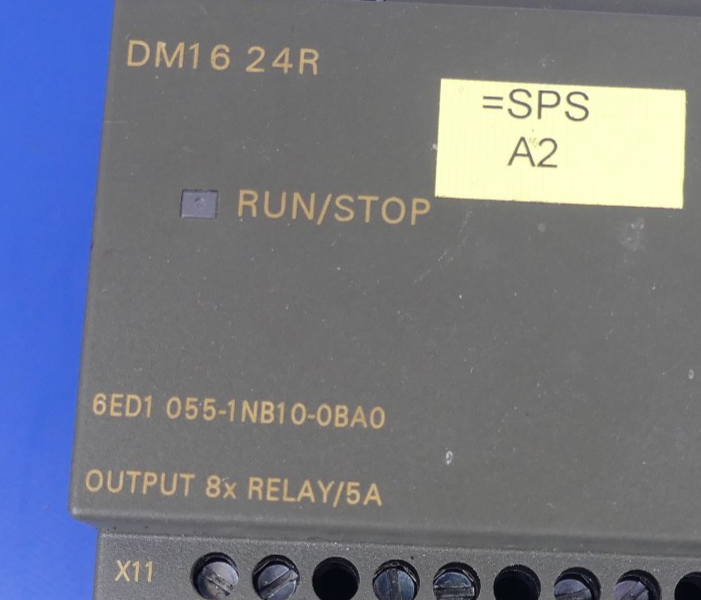 DM16 24R
=SPS
A2
RUN/STOP
6ED1 055-1NB10-0BA0
OUTPUT 8x RELAY/5A
X11